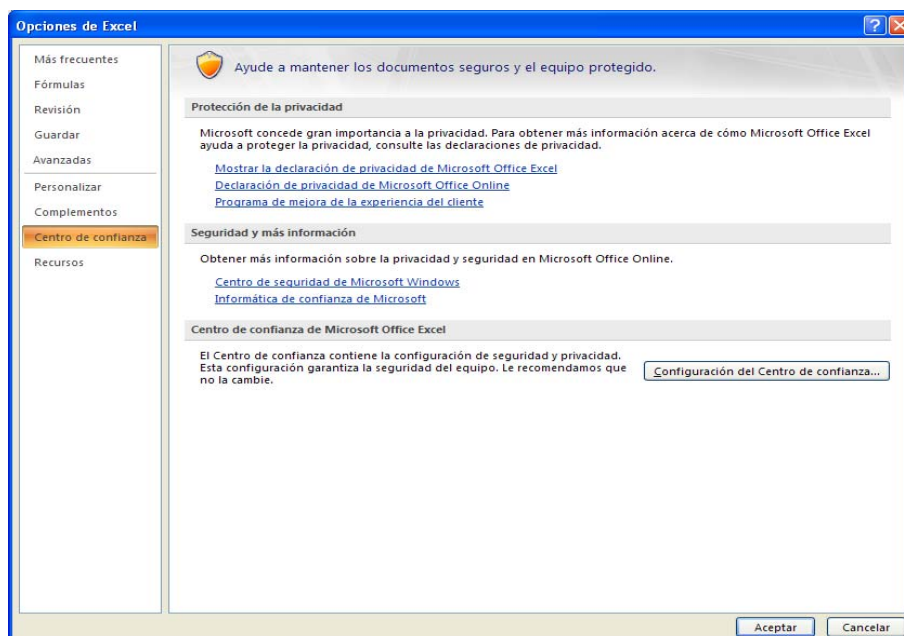 Opciones de Excel
Más frecuentes
Fórmulas
Revisión
Guardar
Avanzadas
Personalizar
Complementos
Centro de confianza
Recursos
Ayude a mantener los documentos seguros y el equipo protegido.
Protección de la privacidad
Microsoft concede gran importancia a la privacidad. Para obtener más información acerca de cómo Microsoft Office Excel
ayuda a proteger la privacidad, consulte las declaraciones de privacidad.
Mostrar la declaración de privacidad de Microsoft Office Excel
Declaración de privacidad de Microsoft Office Online
Programa de mejora de la experiencia del cliente
Seguridad y más información
Obtener más información sobre la privacidad y seguridad en Microsoft Office Online.
Centro de seguridad de Microsoft Windows
Informática de confianza de Microsoft
Centro de confianza de Microsoft Office Excel
El Centro de confianza contiene la configuración de seguridad y privacidad.
Esta configuración garantiza la seguridad del equipo. Le recomendamos que
no la cambie.
Configuración del Centro de confianza...
Aceptar
Cancelar